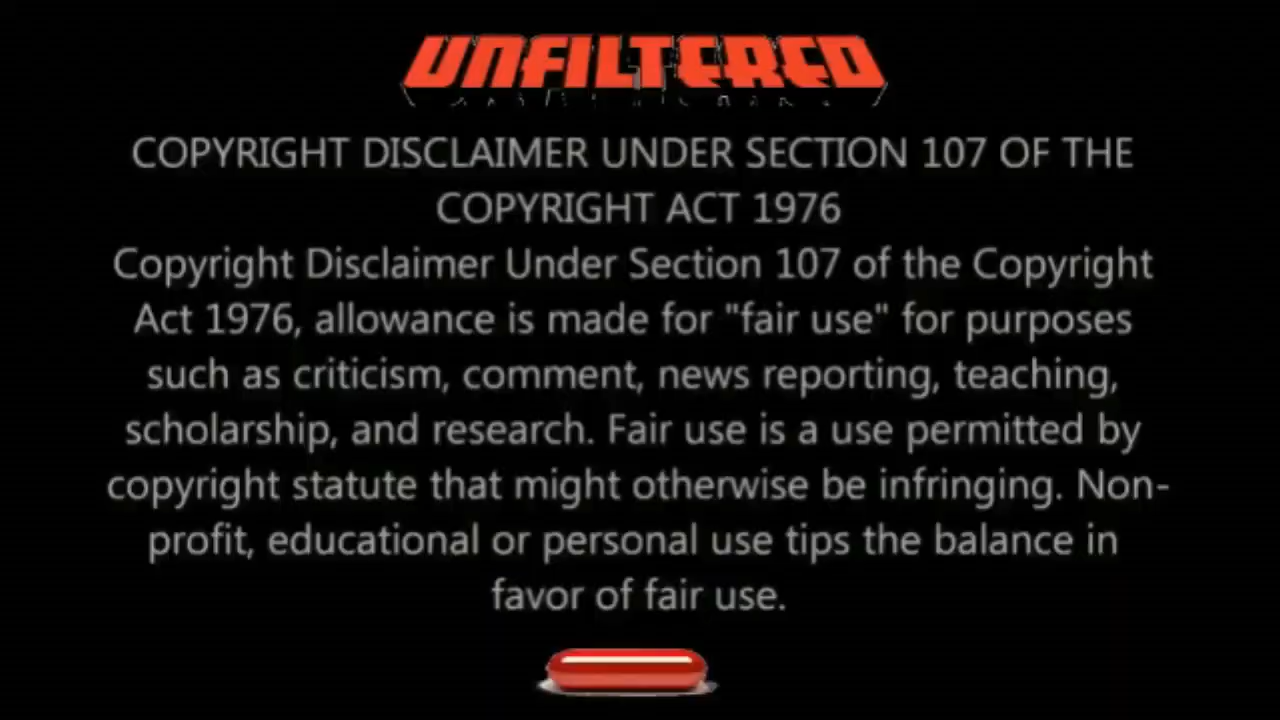 UNFILTERED
COPYRIGHT DISCLAIMER UNDER SECTION 107 OF THE
COPYRIGHT ACT 1976
Copyright Disclaimer Under Section 107 of the Copyright
Act 1976, allowance is made for "fair use" for purposes
such as criticism, comment, news reporting, teaching,
scholarship, and research. Fair use is a use permitted by
copyright statute that might otherwise be infringing. Non-
profit, educational or personal use tips the balance in
favor of fair use.